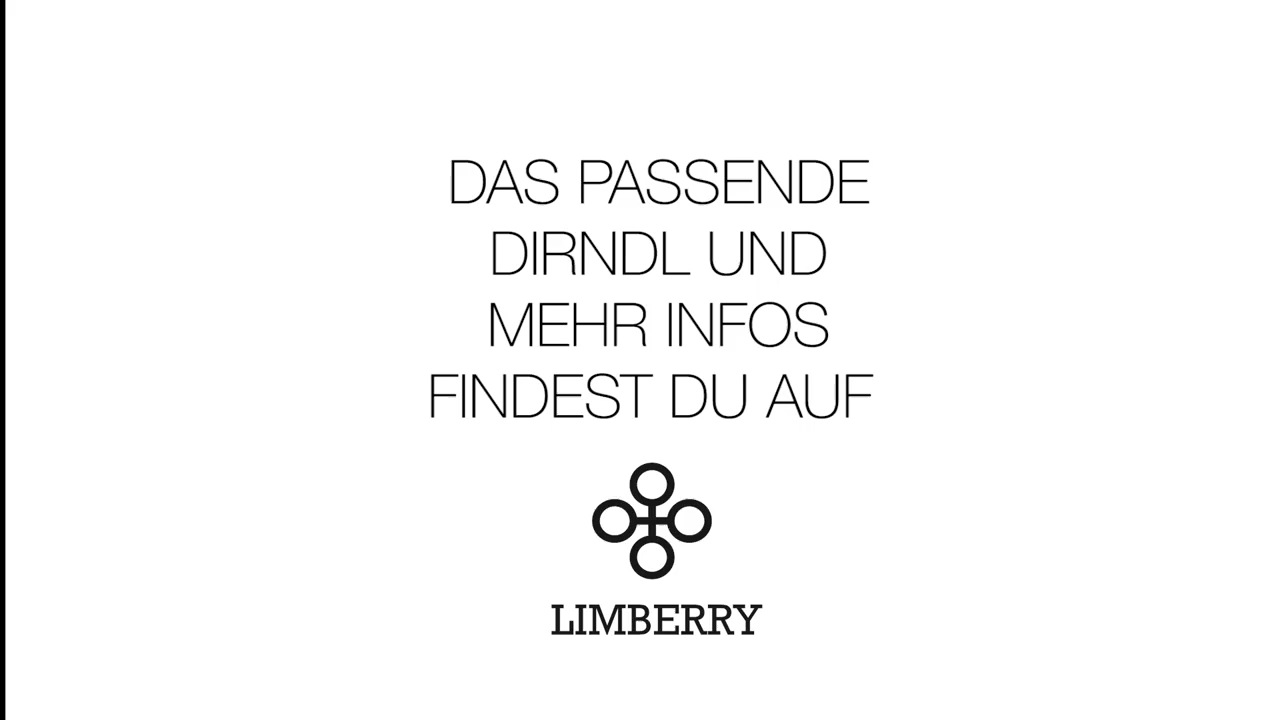 DAS PASSENDE
DIRNDL UND
MEHR INFOS
FINDEST DU AUF
LIMBERRY